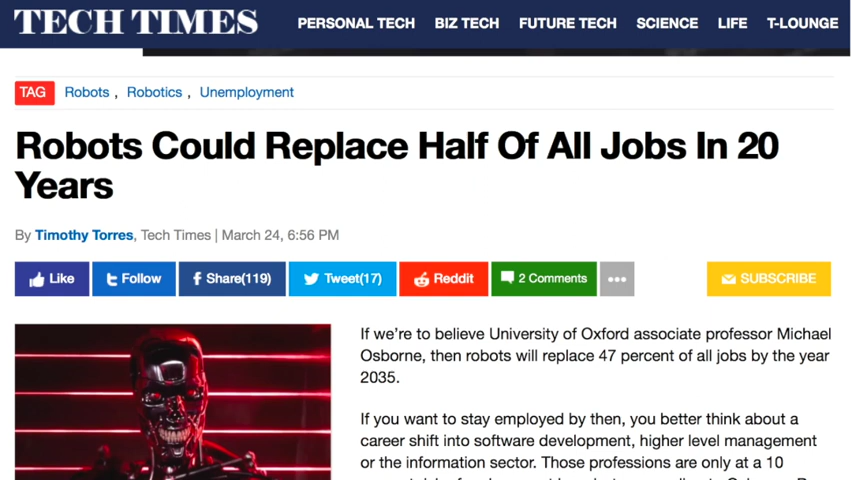 TECH TIMES
PERSONAL TECH BIZ TECH FUTURE TECH SCIENCE LIFE T-LOUNGE
TAG Robots , Robotics , Unemployment
Robots Could Replace Half Of All Jobs In 20
Years
By Timothy Torres, Tech Times | March 24, 6:56 PM
Like Follow Share(119) Tweet(17) Reddit 2 Comments SUBSCRIBE
If we're to believe University of Oxford associate professor Michael
Osborne, then robots will replace 47 percent of all jobs by the year
2035.
If you want to stay employed by then, you better think about a
career shift into software development, higher level management
or the information sector. Those professions are only at a 10